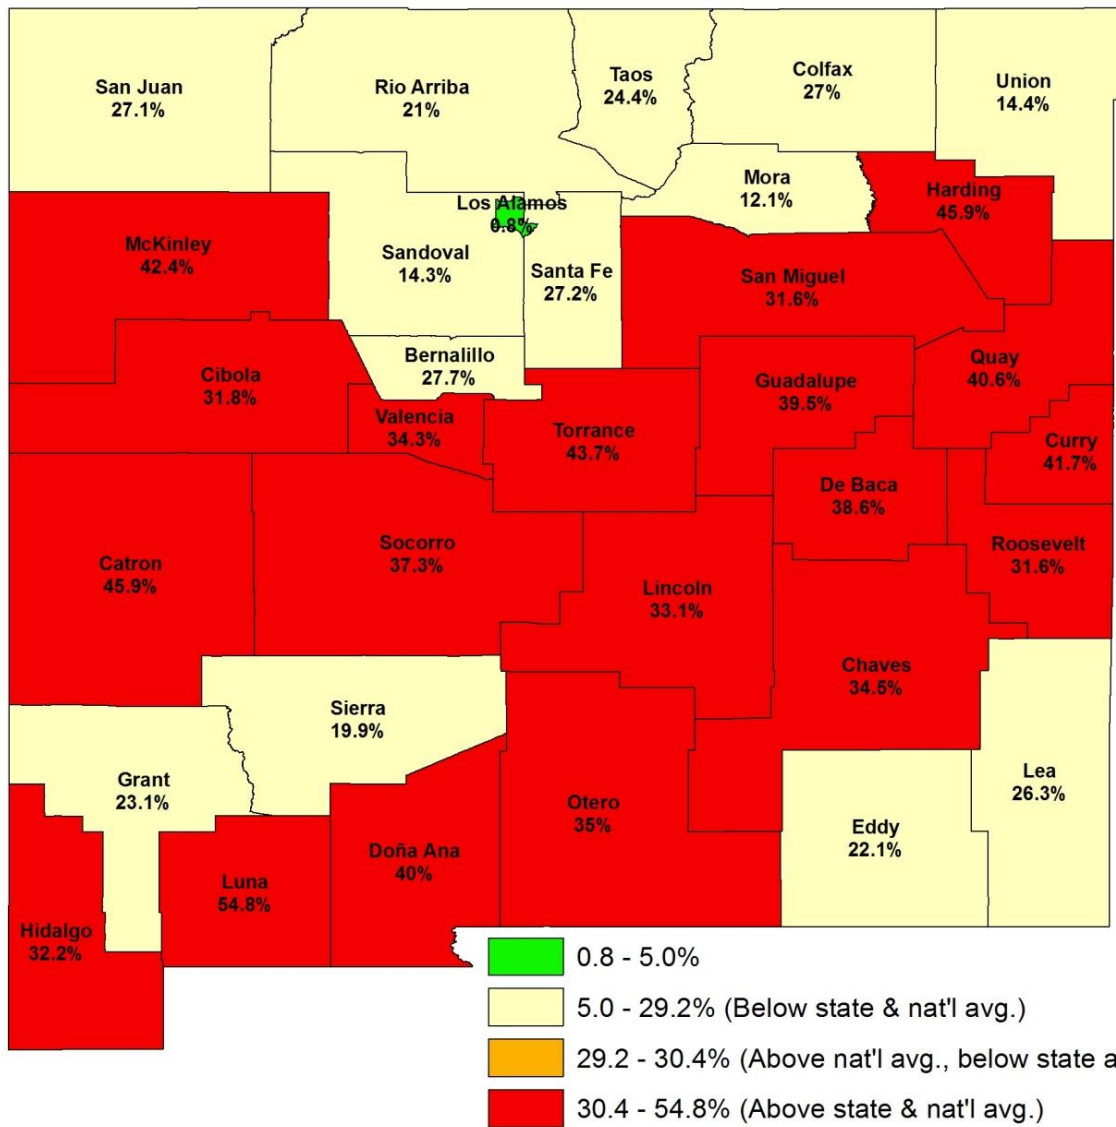 San Juan
27.1%
Rio Arriba
21%
Taos
24.4%
Colfax
27%
Union
14.4%
Mora
12.1%
Harding
45.9%
Los Alamos
0.8%
McKinley
42.4%
Sandoval
14.3%
Santa Fe
27.2%
San Miguel
31.6%
Bernalillo
27.7%
Cibola
31.8%
Quay
40.6%
Guadalupe
39.5%
Valencia
34.3%
Torrance
43.7%
Curry
41.7%
De Baca
38.6%
Socorro
37.3%
Roosevelt
31.6%
Catron
45.9%
Lincoln
33.1%
Chaves
34.5%
Sierra
19.9%
Grant
23.1%
Lea
26.3%
Otero
35%
Eddy
22.1%
Doña Ana
40%
Luna
54.8%
Hidalgo
32.2%
0.8 - 5.0%
5.0 - 29.2% (Below state & nat'l avg.)
29.2 - 30.4% (Above nat'l avg., below state a
30.4 - 54.8% (Above state & nat'l avg.)